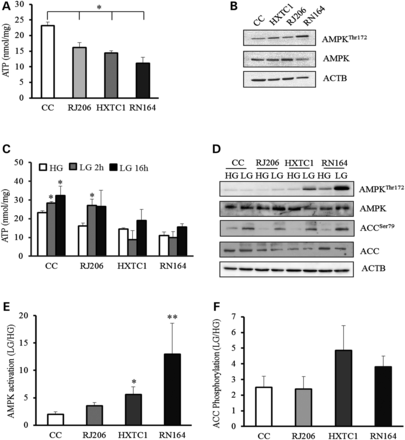 A
ATP
(nmol/mg)
30
25
20
15
10
5
0
*
CC RJ206 HXTC1 RN164
B
CC HXTC1 RJ206 RN164
AMPKThr172
AMPK
ACTB
C
HG LG 2h LG 16h
ATP
(nmol/mg)
50
40
30
20
10
0
* * *
CC RJ206 HXTC1 RN164
D
CC RJ206 HXTC1 RN164
HG LG HG LG HG LG HG LG
AMPKThr172
AMPK
ACCSer79
ACC
ACTB
E
AMPK activation (LG/HG)
20
18
16
14
12
10
8
6
4
2
0
* **
CC RJ206 HXTC1 RN164
F
ACC Phosphorylation (LG/HG)
7
6
5
4
3
2
1
0
CC RJ206 HXTC1 RN164